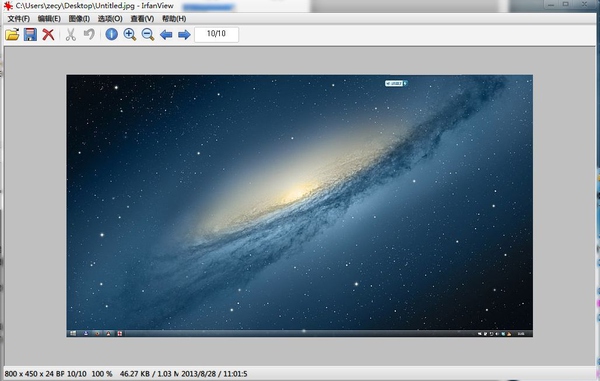 C:\Users\zecy\Desktop\Untitled.jpg - IrfanView
文件(F) 编辑(E) 图像(I) 选项(O) 查看(V) 帮助(H)
10/10
800 x 450 x 24 BF 10/10 100 % 46.27 KB / 1.03 M 2013/8/28 / 11:01:5